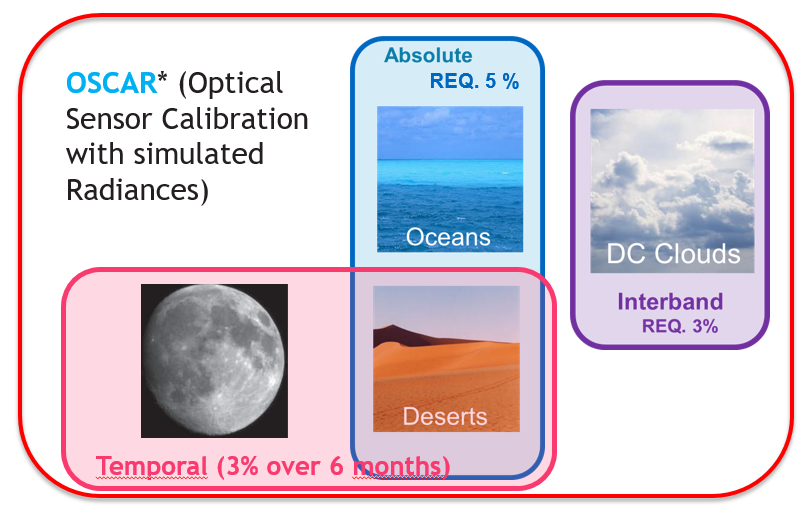 OSCAR* (Optical
Sensor Calibration
with simulated
Radiances)
Absolute
REQ. 5 %
Oceans
DC Clouds
Interband
REQ. 3%
Deserts
Temporal (3% over 6 months)